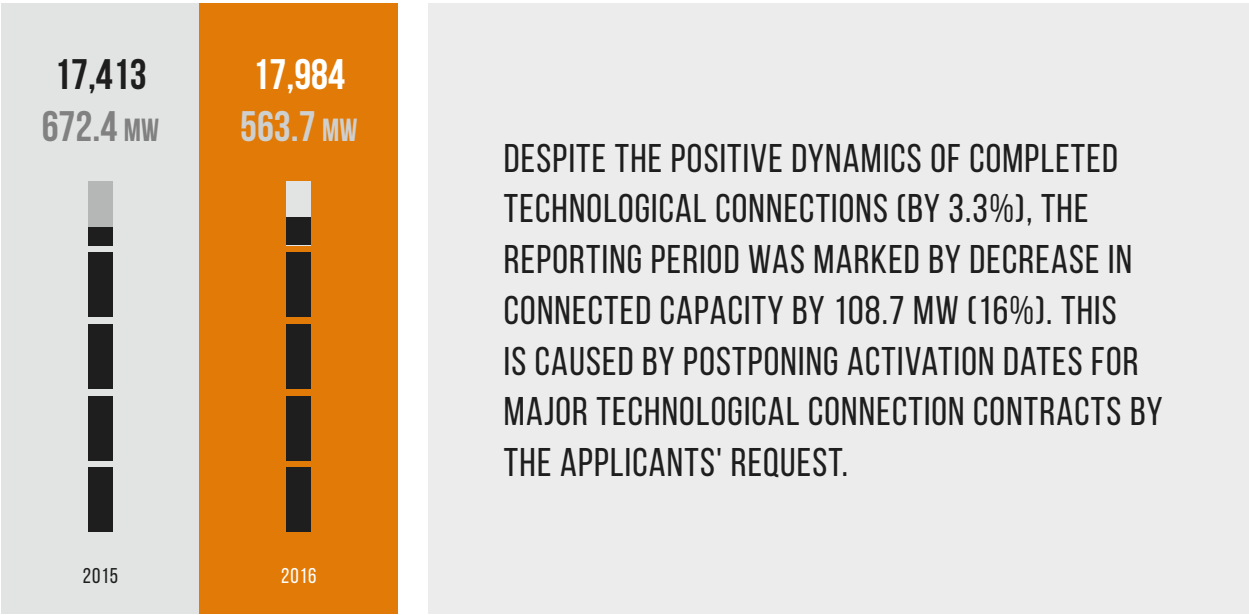 17,413
672.4 MW
2015
17,984
563.7 MW
2016
DESPITE THE POSITIVE DYNAMICS OF COMPLETED
TECHNOLOGICAL CONNECTIONS (BY 3.3%), THE
REPORTING PERIOD WAS MARKED BY DECREASE IN
CONNECTED CAPACITY BY 108.7 MW (16%). THIS
IS CAUSED BY POSTPONING ACTIVATION DATES FOR
MAJOR TECHNOLOGICAL CONNECTION CONTRACTS BY
THE APPLICANTS' REQUEST.